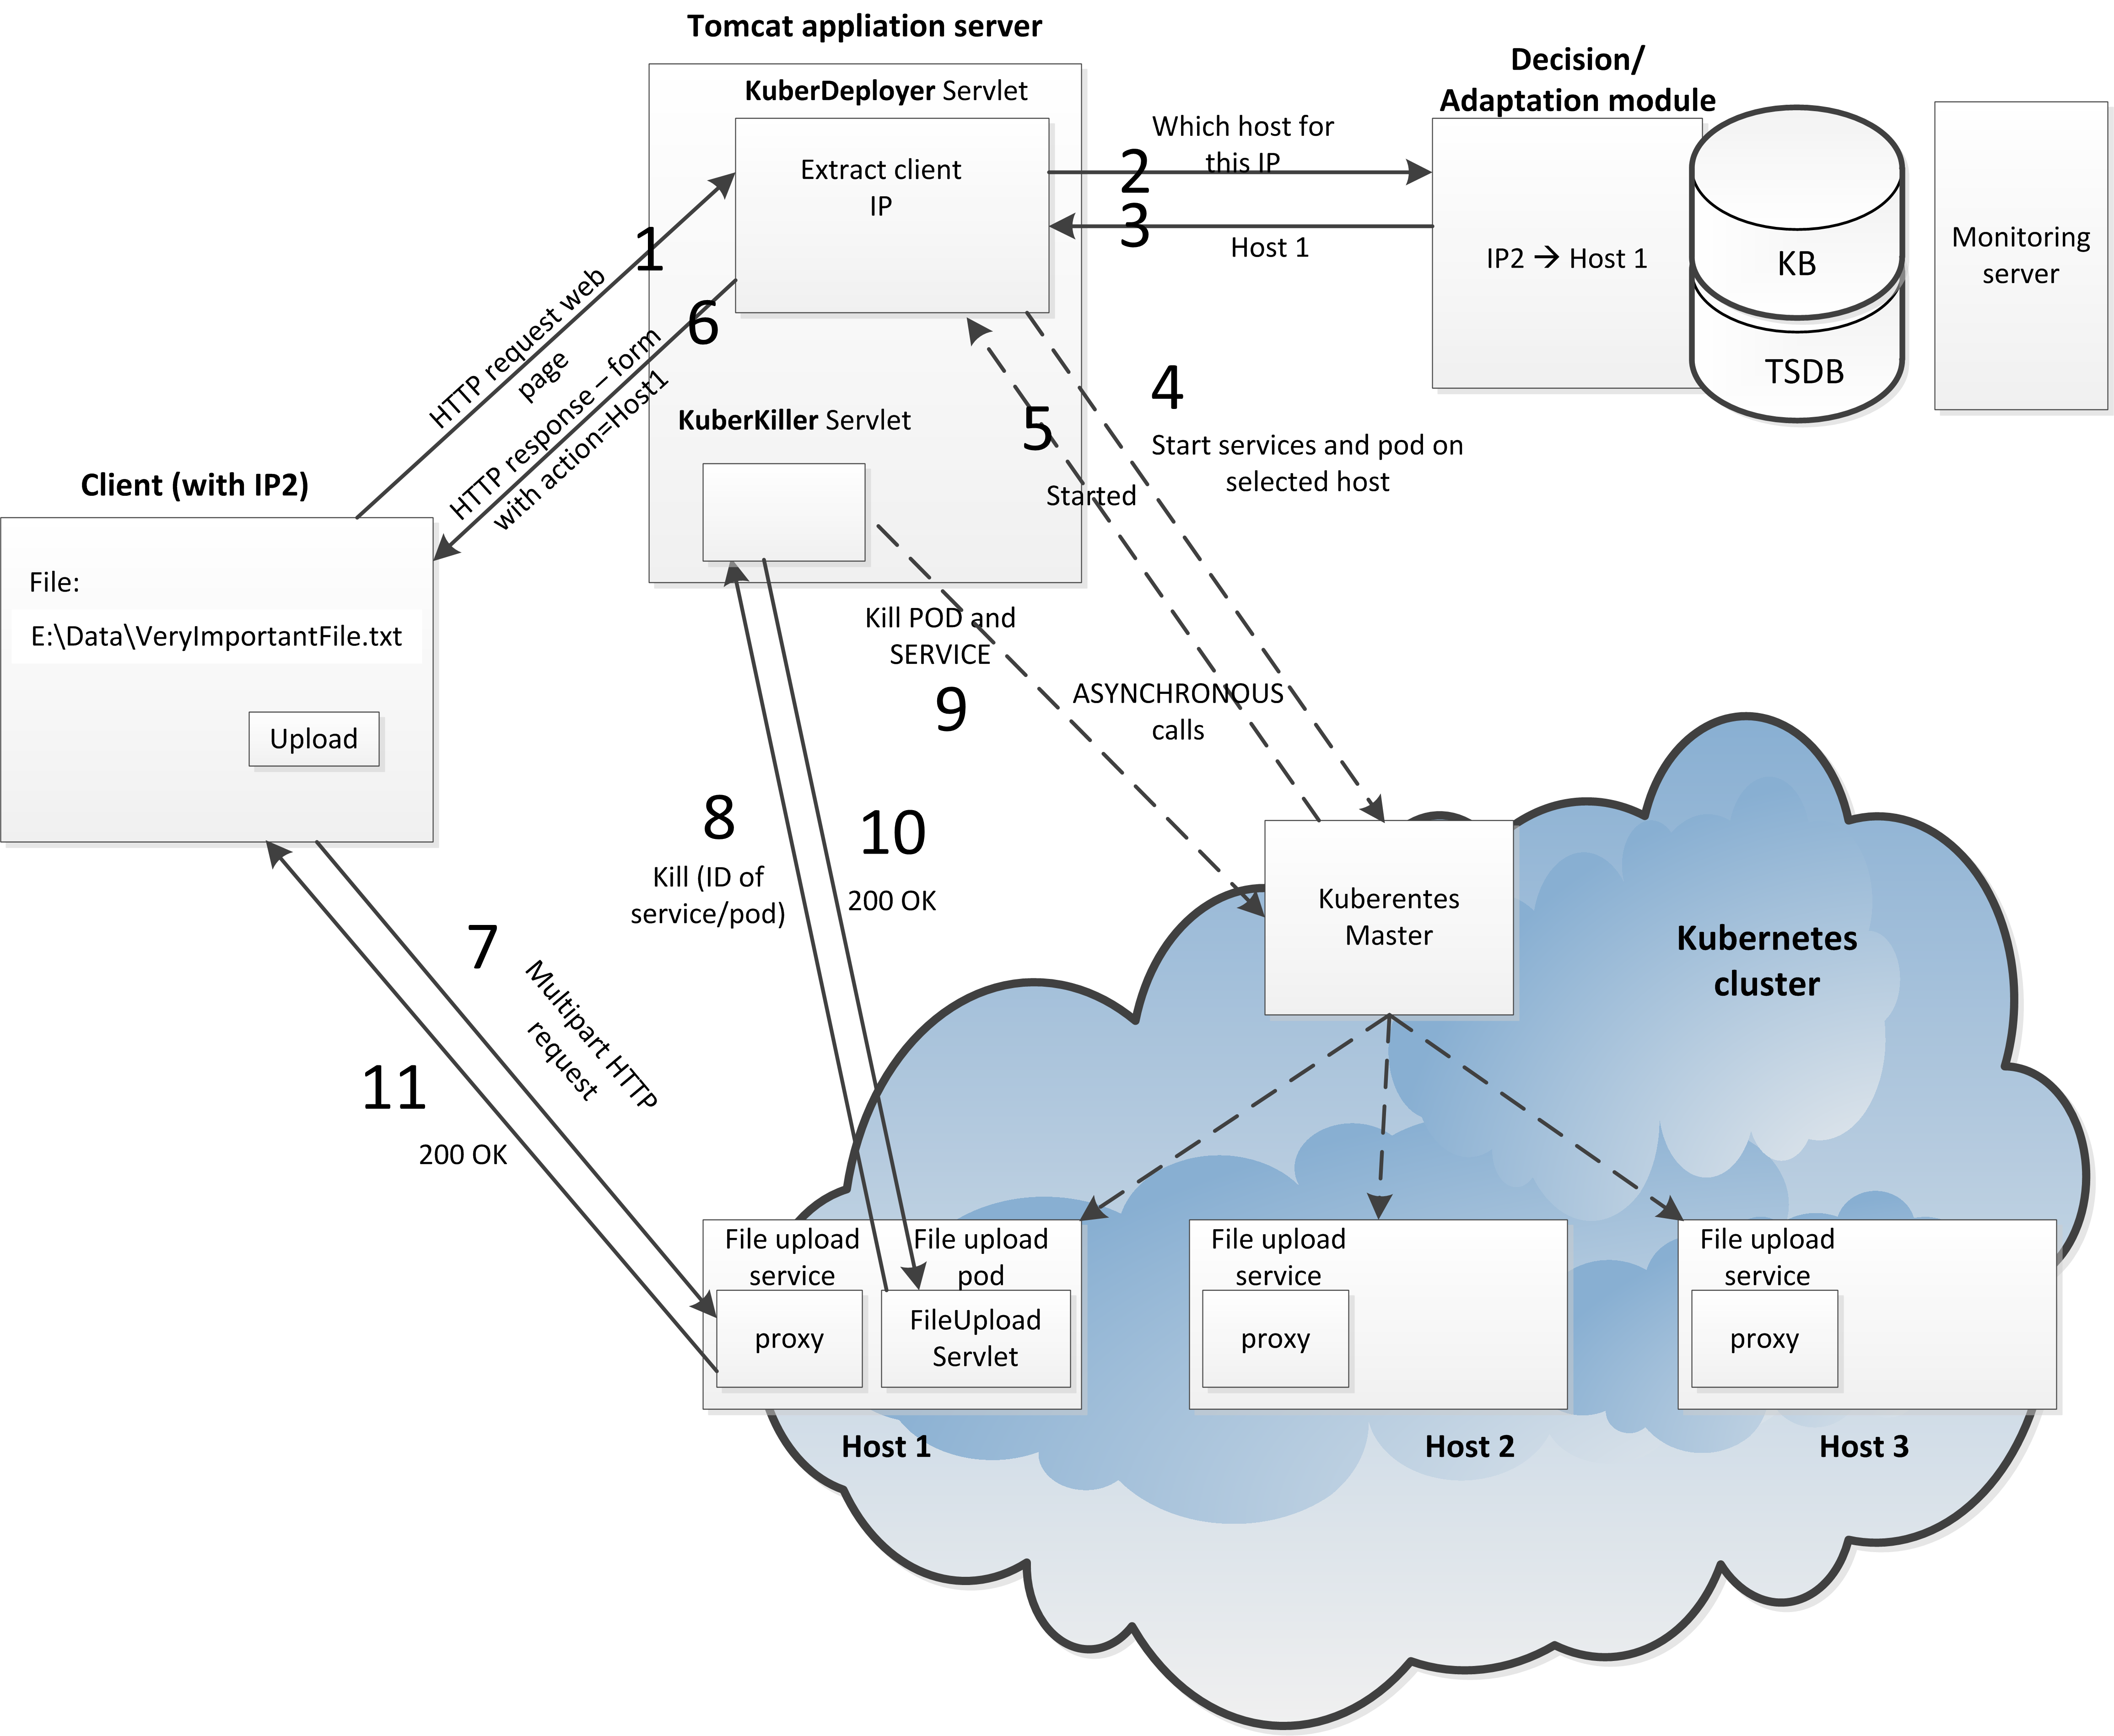 Tomcat appliation server
KuberDeployer Servlet
Extract client
IP
Which host for
this IP
2
3
Host 1
Decision/
Adaptation module
IP2 → Host 1
KB
TSDB
Monitoring
server
1
HTTP request web
page
6
HTTP response – form
with action=Host1
KuberKiller Servlet
4
Start services and pod on
selected host
5
Started
Client (with IP2)
File:
E:\Data\VeryImportantFile.txt
Upload
Kill POD and
SERVICE
9
ASYNCHRONOUS
calls
8
Kill (ID of
service/pod)
10
200 OK
7
Multipart HTTP
request
11
200 OK
Kuberentes
Master
Kubernetes
cluster
File upload
service
proxy
File upload
pod
FileUpload
Servlet
Host 1
File upload
service
proxy
Host 2
File upload
service
proxy
Host 3